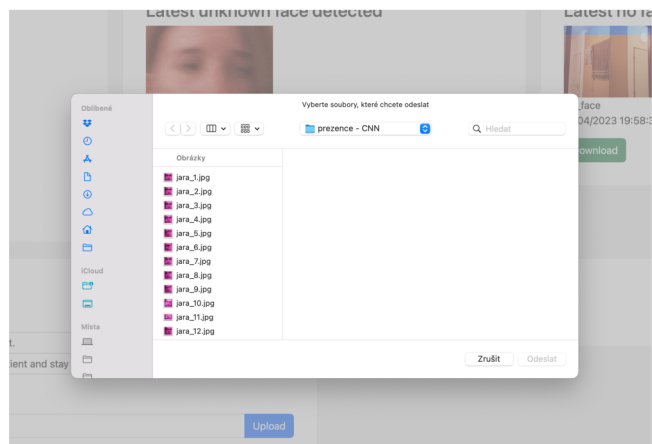 Latest unknown face detected
Latest no fa
_face
04/2023 19:58:3
ownload
Vyberte soubory, které chcete odeslat
Oblíbené
prezence - CNN
Hledat
Obrázky
jara_1.jpg
jara_2.jpg
jara_3.jpg
jara_4.jpg
jara_5.jpg
jara_6.jpg
jara_7.jpg
jara_8.jpg
jara_9.jpg
jara_10.jpg
jara_11.jpg
jara_12.jpg
iCloud
Místa
Zrušit
Odeslat
t.
ient and stay
Upload